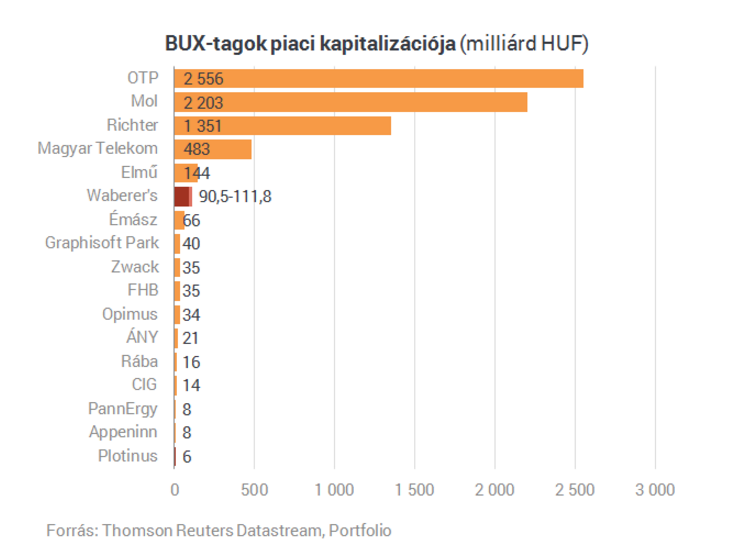 BUX-tagok piaci kapitalizációja (milliárd HUF)
OTP 2 556
Mol 2 203
Richter 1 351
Magyar Telekom 483
Elmű 144
Waberer's 90,5-111,8
Émász 66
Graphisoft Park 40
Zwack 35
FHB 35
Opimus 34
ÁNY 21
Rába 16
CIG 14
PannErgy 8
Appeninn 8
Plotinus 6
0 500 1 000 1 500 2 000 2 500 3 000
Forrás: Thomson Reuters Datastream, Portfolio